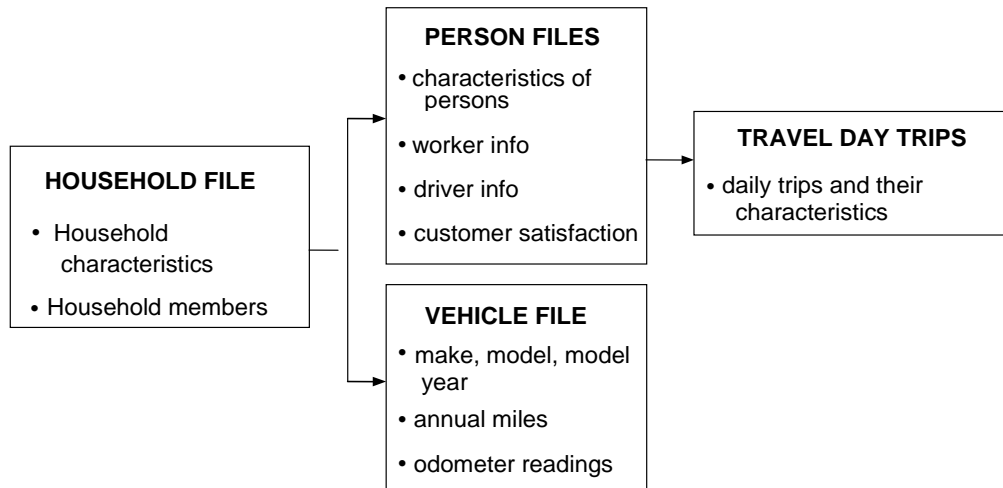 HOUSEHOLD FILE
• Household
characteristics
• Household members
PERSON FILES
• characteristics of
persons
• worker info
• driver info
• customer satisfaction
VEHICLE FILE
• make, model, model
year
• annual miles
• odometer readings
TRAVEL DAY TRIPS
• daily trips and their
characteristics